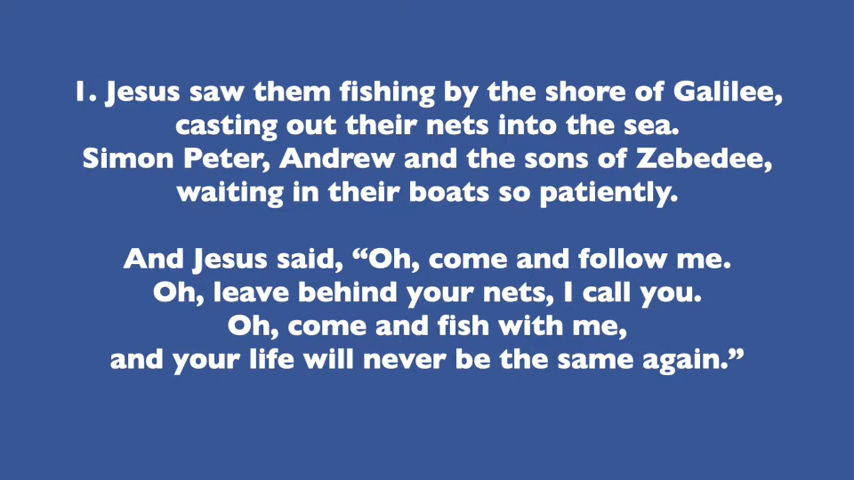 1. Jesus saw them fishing by the shore of Galilee,
casting out their nets into the sea.
Simon Peter, Andrew and the sons of Zebedee,
waiting in their boats so patiently.
And Jesus said, “Oh, come and follow me.
Oh, leave behind your nets, I call you.
Oh, come and fish with me,
and your life will never be the same again.”